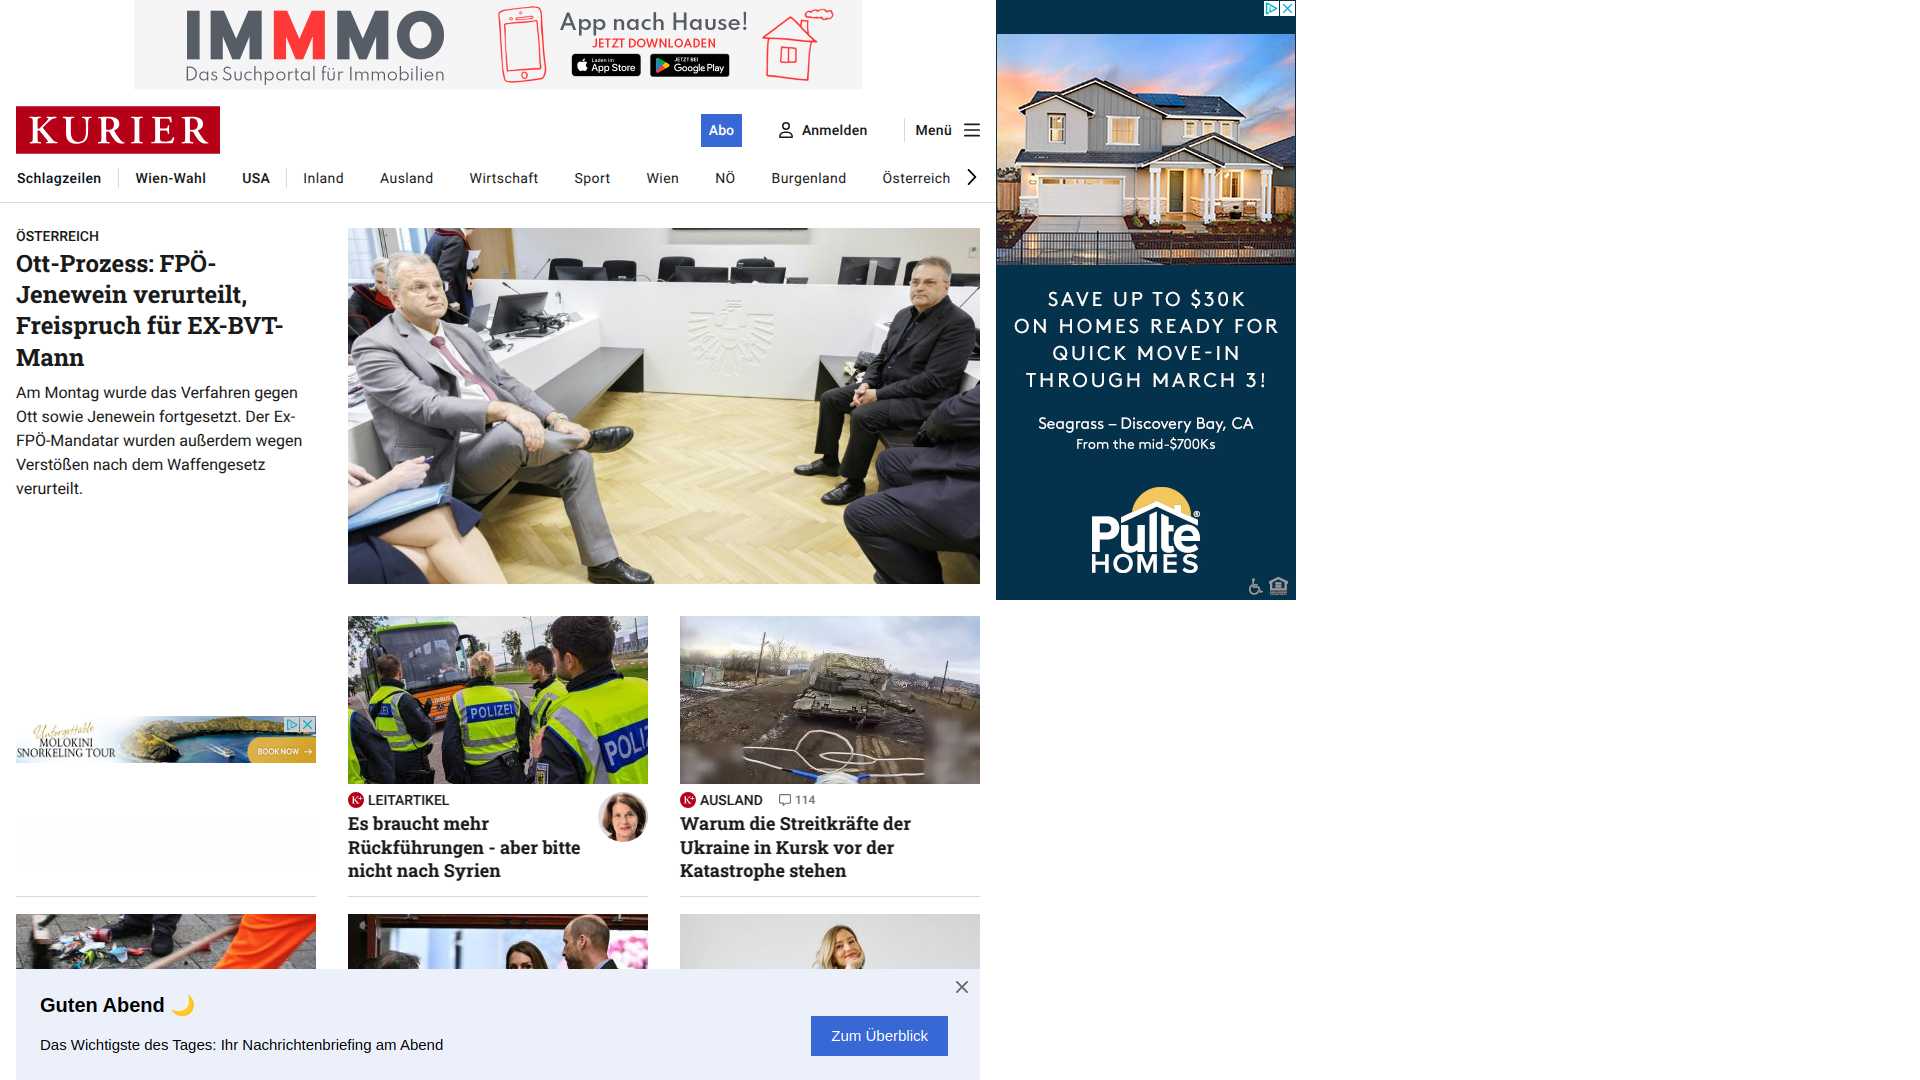 IMMMO
Das Suchportal für Immobilien
App nach Hause!
JETZT DOWNLOADEN
Laden im
App Store
JETZT BEI
Google Play
KURIER
Abo
Anmelden
Menü
Schlagzeilen
Wien-Wahl
USA
Inland
Ausland
Wirtschaft
Sport
Wien
NÖ
Burgenland
Österreich
ÖSTERREICH
Ott-Prozess: FPÖ-
Jenewein verurteilt,
Freispruch für EX-BVT-
Mann
Am Montag wurde das Verfahren gegen
Ott sowie Jenewein fortgesetzt. Der Ex-
FPÖ-Mandatar wurden außerdem wegen
Verstößen nach dem Waffengesetz
verurteilt.
SAVE UP TO $30K
ON HOMES READY FOR
QUICK MOVE-IN
THROUGH MARCH 3!
Seagrass – Discovery Bay, CA
From the mid-$700Ks
Pulte®
HOMES
Unforgettable
MOLOKINI
SNORKELING TOUR
BOOK NOW →
POLIZEI
POLIZ
K+ LEITARTIKEL
Es braucht mehr
Rückführungen - aber bitte
nicht nach Syrien
K+ AUSLAND 114
Warum die Streitkräfte der
Ukraine in Kursk vor der
Katastrophe stehen
Guten Abend 🌙
Das Wichtigste des Tages: Ihr Nachrichtenbriefing am Abend
Zum Überblick